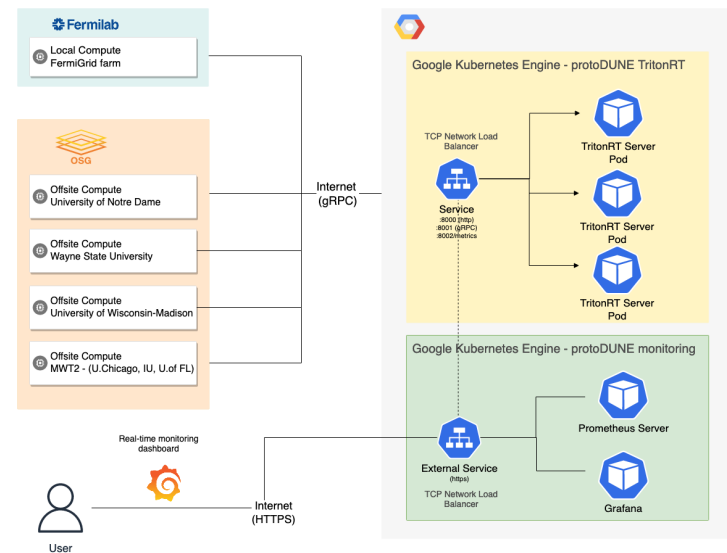 Fermilab
Local Compute
FermiGrid farm
OSG
Offsite Compute
University of Notre Dame
Offsite Compute
Wayne State University
Offsite Compute
University of Wisconsin-Madison
Offsite Compute
MWT2 - (U.Chicago, IU, U.of FL)
Internet
(gRPC)
Google Kubernetes Engine - protoDUNE TritonRT
TCP Network Load
Balancer
Service
:8000 (http)
:8001 (gRPC)
:8002/metrics
TritonRT Server
Pod
TritonRT Server
Pod
TritonRT Server
Pod
Google Kubernetes Engine - protoDUNE monitoring
External Service
(https)
TCP Network Load
Balancer
Prometheus Server
Grafana
Real-time monitoring
dashboard
Internet
(HTTPS)
User